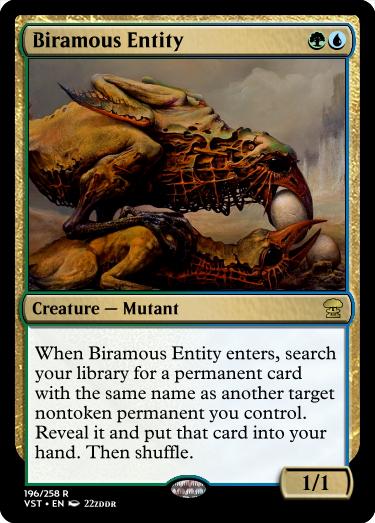 Biramous Entity
Creature — Mutant
When Biramous Entity enters, search
your library for a permanent card
with the same name as another target
nontoken permanent you control.
Reveal it and put that card into your
hand. Then shuffle.
1/1
196/258 R
VST • EN 22ZDDR